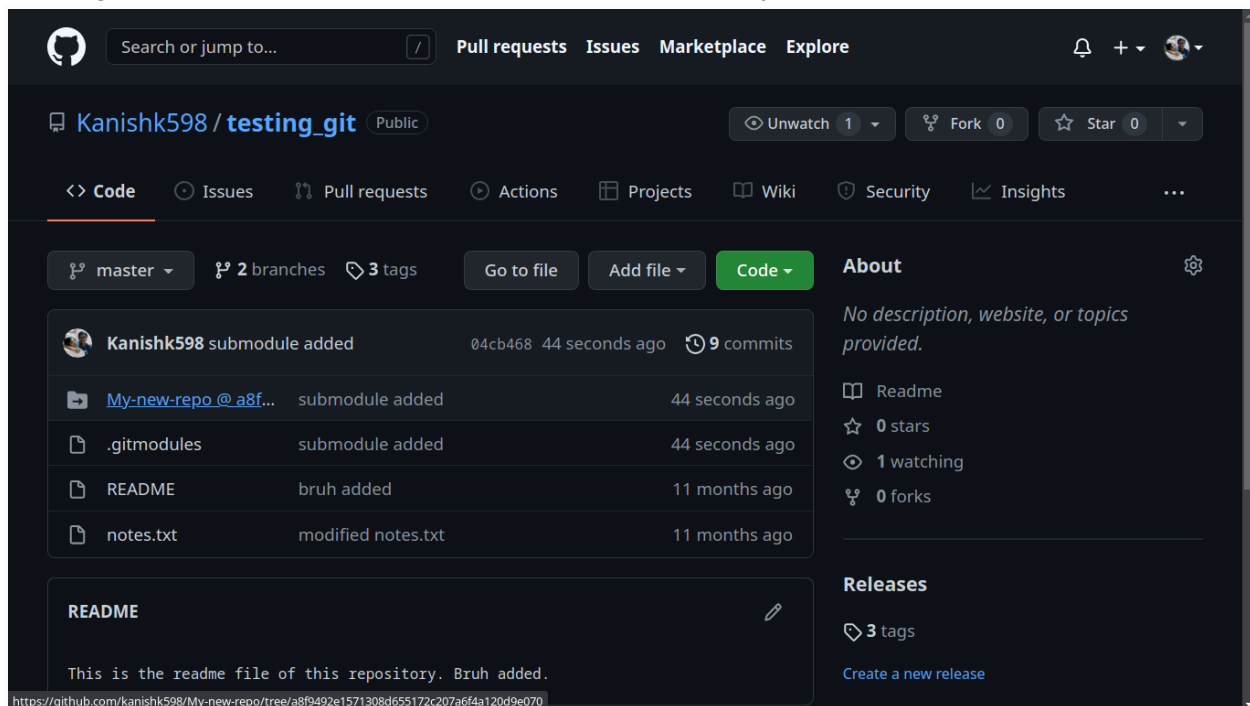 Search or jump to... / Pull requests Issues Marketplace Explore
Kanishk598 / testing_git Public Unwatch 1 Fork 0 Star 0
Code Issues Pull requests Actions Projects Wiki Security Insights ...
master 2 branches 3 tags Go to file Add file Code
Kanishk598 submodule added 04cb468 44 seconds ago 9 commits
My-new-repo @ a8f... submodule added 44 seconds ago
.gitmodules submodule added 44 seconds ago
README bruh added 11 months ago
notes.txt modified notes.txt 11 months ago
README
This is the readme file of this repository. Bruh added.
About
No description, website, or topics
provided.
Readme
0 stars
1 watching
0 forks
Releases
3 tags
Create a new release
https://github.com/kanishk598/My-new-repo/tree/a8f9492e1571308d655172c207a6f4a120d9e070